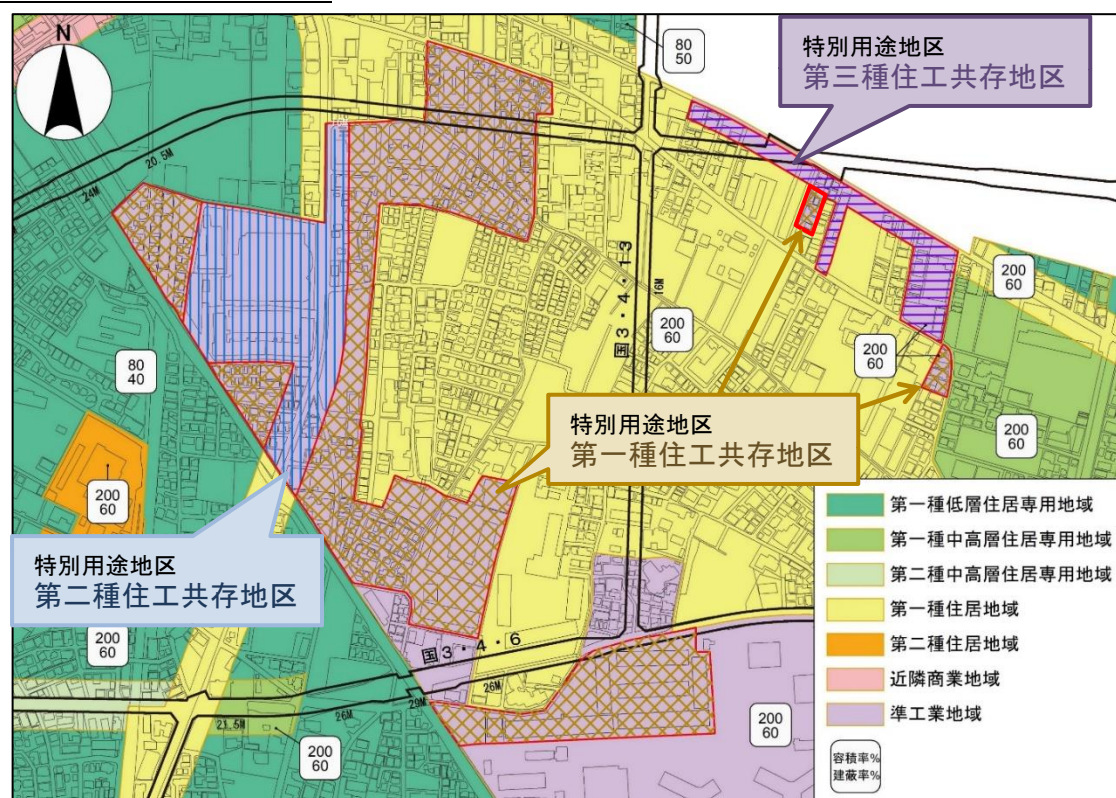 N
80
50
特別用途地区
第三種住工共存地区
20.5M
24M
国3・4・13
16M
200
60
200
60
200
60
80
40
200
60
特別用途地区
第一種住工共存地区
200
60
特別用途地区
第二種住工共存地区
200
60
国3・4・6
26M
29M
26M
21.5M
200
60
200
60
第一種低層住居専用地域
第一種中高層住居専用地域
第二種中高層住居専用地域
第一種住居地域
第二種住居地域
近隣商業地域
準工業地域
容積率%
建蔽率%